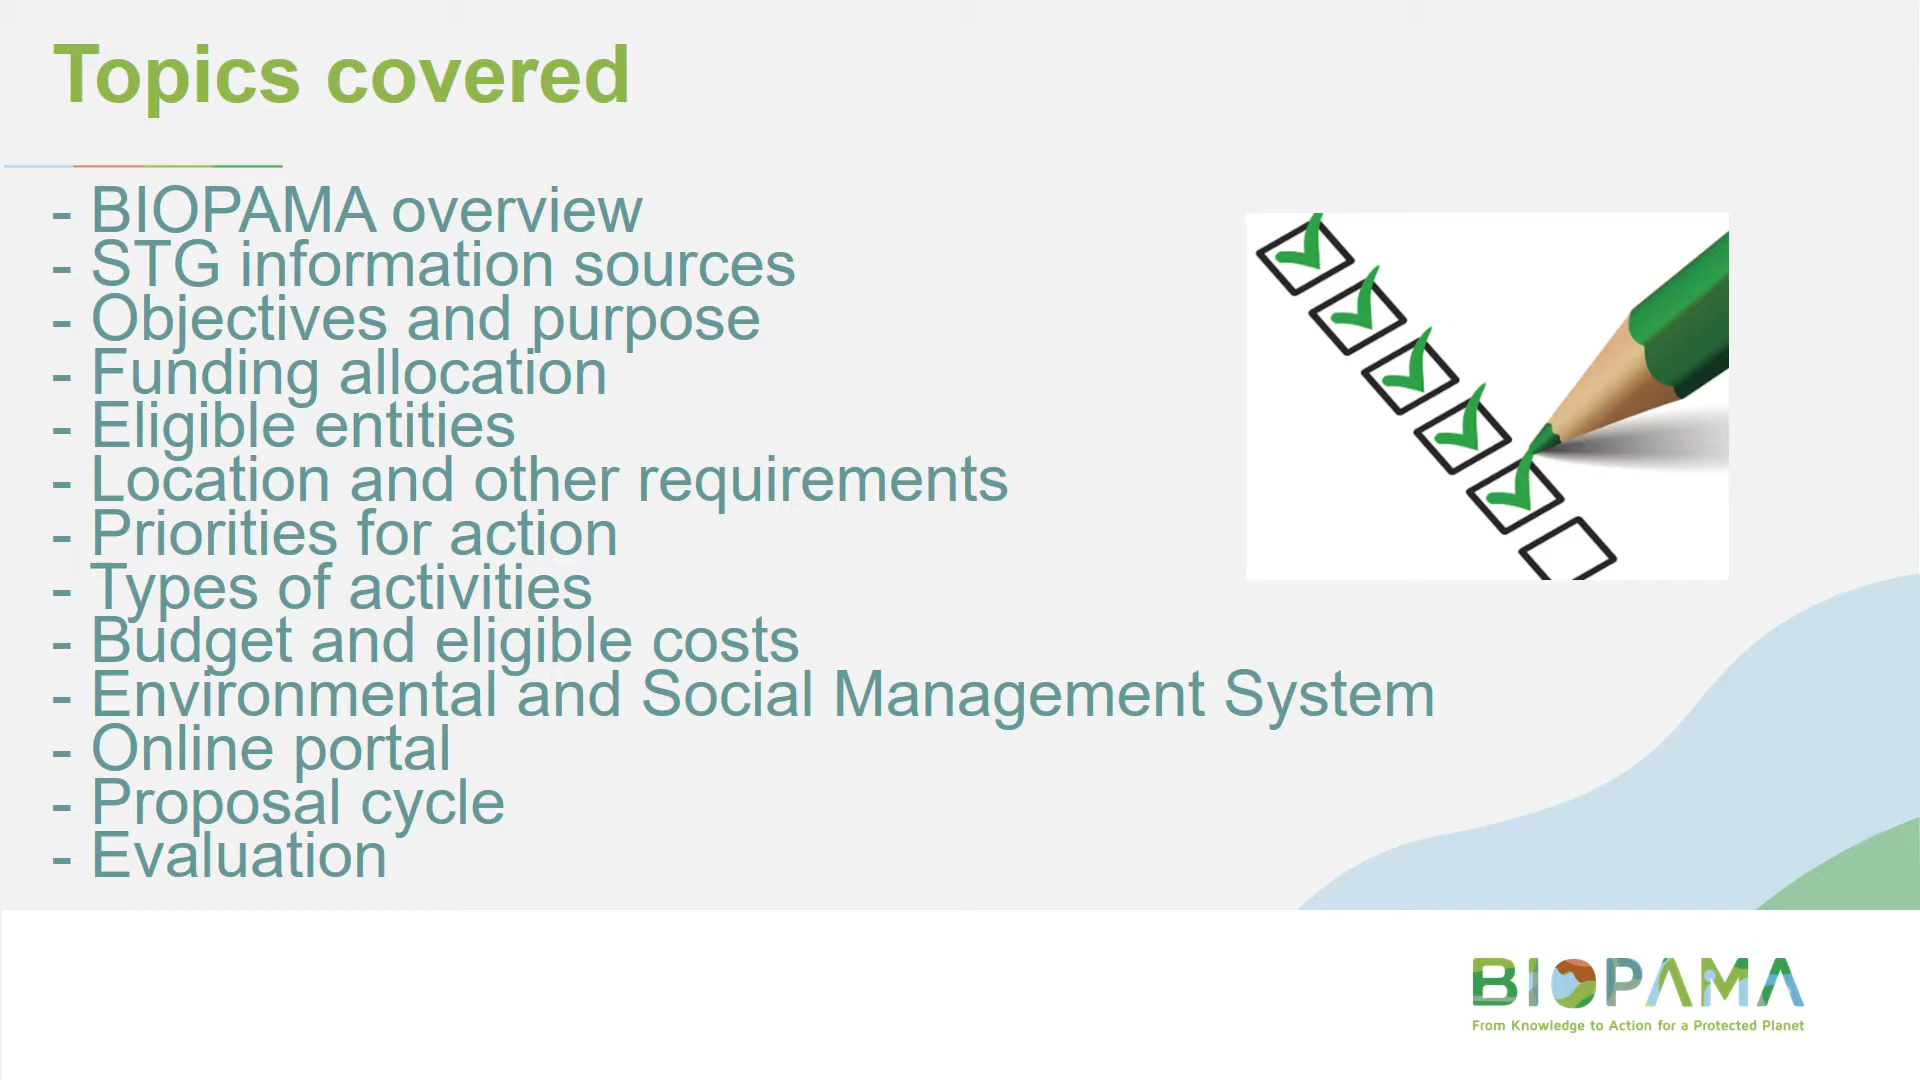 Topics covered
- BIOPAMA overview
- STG information sources
- Objectives and purpose
- Funding allocation
- Eligible entities
- Location and other requirements
- Priorities for action
- Types of activities
- Budget and eligible costs
- Environmental and Social Management System
- Online portal
- Proposal cycle
- Evaluation
BIOPAMA
From Knowledge to Action for a Protected Planet